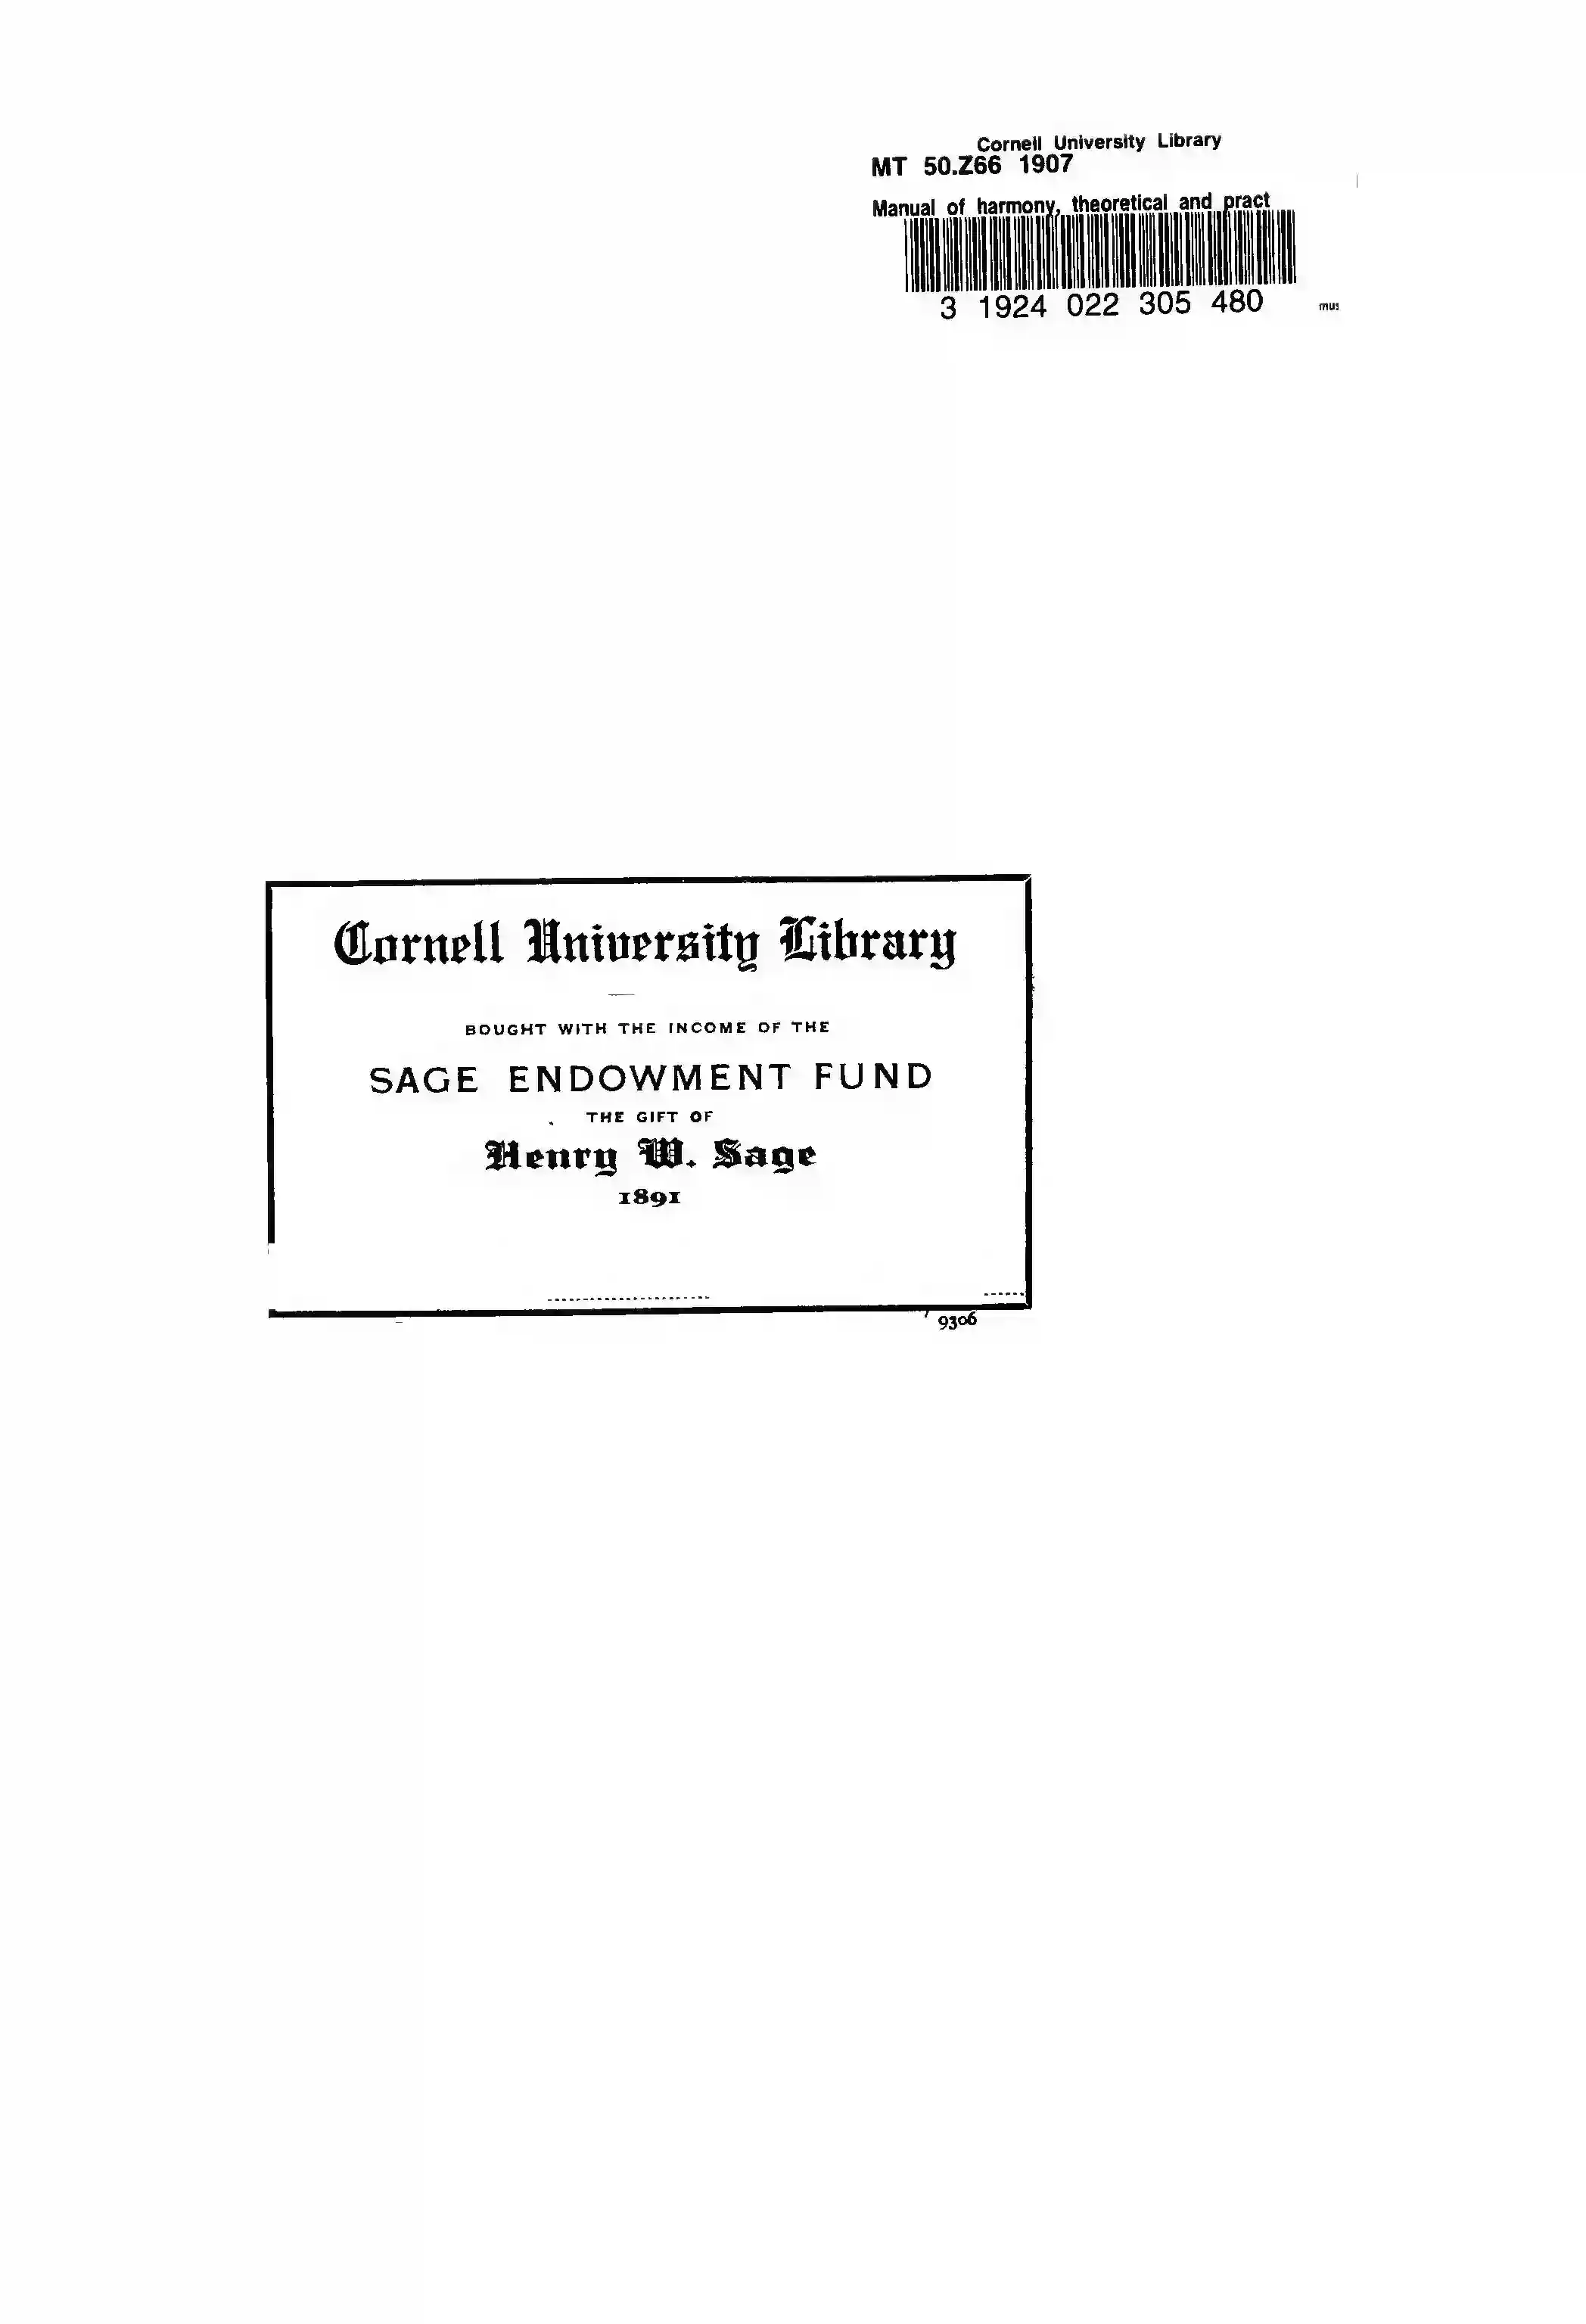 Cornell University Library
MT 50.Z66 1907
Manual of harmony, theoretical and pract
3 1924 022 305 480
mus
Cornell University Library
BOUGHT WITH THE INCOME OF THE
SAGE ENDOWMENT FUND
THE GIFT OF
Henry W. Sage
1891
9306